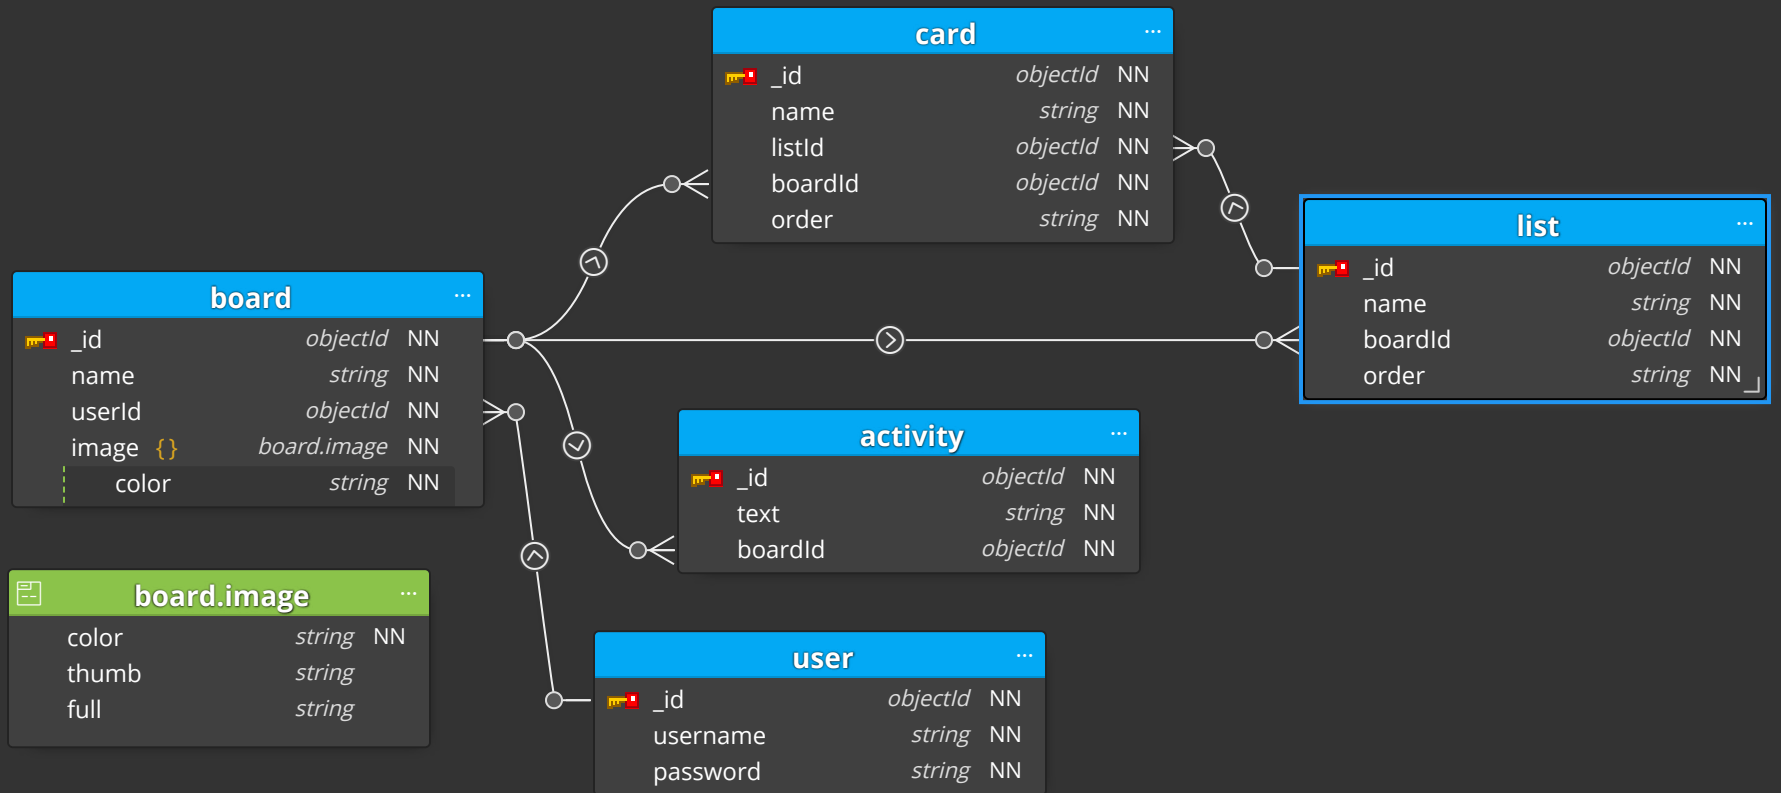 card ...
_id objectId NN
name string NN
listId objectId NN
boardId objectId NN
order string NN
list ...
_id objectId NN
name string NN
boardId objectId NN
order string NN
board ...
_id objectId NN
name string NN
userId objectId NN
image {} board.image NN
color string NN
activity ...
_id objectId NN
text string NN
boardId objectId NN
board.image ...
color string NN
thumb string
full string
user ...
_id objectId NN
username string NN
password string NN